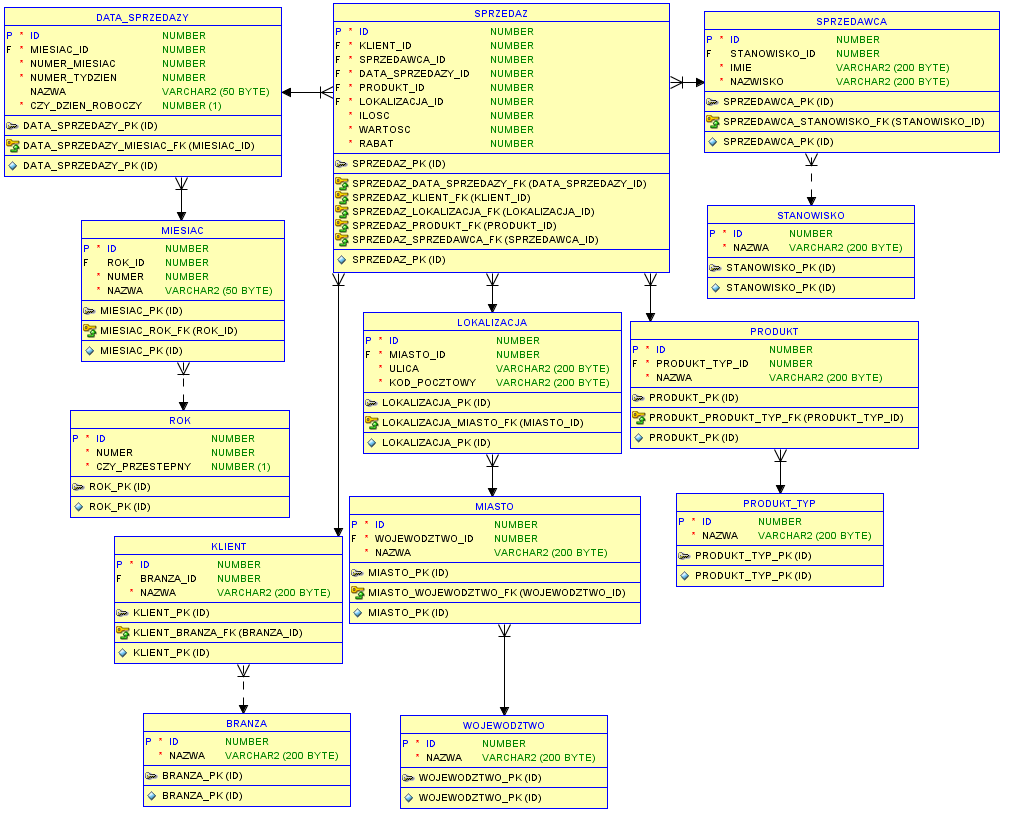 DATA_SPRZEDAZY
P * ID NUMBER
F * MIESIAC_ID NUMBER
* NUMER_MIESIAC NUMBER
* NUMER_TYDZIEN NUMBER
NAZWA VARCHAR2 (50 BYTE)
* CZY_DZIEN_ROBOCZY NUMBER (1)
DATA_SPRZEDAZY_PK (ID)
DATA_SPRZEDAZY_MIESIAC_FK (MIESIAC_ID)
DATA_SPRZEDAZY_PK (ID)
SPRZEDAZ
P * ID NUMBER
F * KLIENT_ID NUMBER
F * SPRZEDAWCA_ID NUMBER
F * DATA_SPRZEDAZY_ID NUMBER
F * PRODUKT_ID NUMBER
F * LOKALIZACJA_ID NUMBER
* ILOSC NUMBER
* WARTOSC NUMBER
* RABAT NUMBER
SPRZEDAZ_PK (ID)
SPRZEDAZ_DATA_SPRZEDAZY_FK (DATA_SPRZEDAZY_ID)
SPRZEDAZ_KLIENT_FK (KLIENT_ID)
SPRZEDAZ_LOKALIZACJA_FK (LOKALIZACJA_ID)
SPRZEDAZ_PRODUKT_FK (PRODUKT_ID)
SPRZEDAZ_SPRZEDAWCA_FK (SPRZEDAWCA_ID)
SPRZEDAZ_PK (ID)
SPRZEDAWCA
P * ID NUMBER
F STANOWISKO_ID NUMBER
* IMIE VARCHAR2 (200 BYTE)
* NAZWISKO VARCHAR2 (200 BYTE)
SPRZEDAWCA_PK (ID)
SPRZEDAWCA_STANOWISKO_FK (STANOWISKO_ID)
SPRZEDAWCA_PK (ID)
MIESIAC
P * ID NUMBER
F ROK_ID NUMBER
* NUMER NUMBER
* NAZWA VARCHAR2 (50 BYTE)
MIESIAC_PK (ID)
MIESIAC_ROK_FK (ROK_ID)
MIESIAC_PK (ID)
STANOWISKO
P * ID NUMBER
* NAZWA VARCHAR2 (200 BYTE)
STANOWISKO_PK (ID)
STANOWISKO_PK (ID)
LOKALIZACJA
P * ID NUMBER
F * MIASTO_ID NUMBER
* ULICA VARCHAR2 (200 BYTE)
* KOD_POCZTOWY VARCHAR2 (200 BYTE)
LOKALIZACJA_PK (ID)
LOKALIZACJA_MIASTO_FK (MIASTO_ID)
LOKALIZACJA_PK (ID)
PRODUKT
P * ID NUMBER
F * PRODUKT_TYP_ID NUMBER
* NAZWA VARCHAR2 (200 BYTE)
PRODUKT_PK (ID)
PRODUKT_PRODUKT_TYP_FK (PRODUKT_TYP_ID)
PRODUKT_PK (ID)
ROK
P * ID NUMBER
* NUMER NUMBER
* CZY_PRZESTEPNY NUMBER (1)
ROK_PK (ID)
ROK_PK (ID)
MIASTO
P * ID NUMBER
F * WOJEWODZTWO_ID NUMBER
* NAZWA VARCHAR2 (200 BYTE)
MIASTO_PK (ID)
MIASTO_WOJEWODZTWO_FK (WOJEWODZTWO_ID)
MIASTO_PK (ID)
PRODUKT_TYP
P * ID NUMBER
* NAZWA VARCHAR2 (200 BYTE)
PRODUKT_TYP_PK (ID)
PRODUKT_TYP_PK (ID)
KLIENT
P * ID NUMBER
F BRANZA_ID NUMBER
* NAZWA VARCHAR2 (200 BYTE)
KLIENT_PK (ID)
KLIENT_BRANZA_FK (BRANZA_ID)
KLIENT_PK (ID)
BRANZA
P * ID NUMBER
* NAZWA VARCHAR2 (200 BYTE)
BRANZA_PK (ID)
BRANZA_PK (ID)
WOJEWODZTWO
P * ID NUMBER
* NAZWA VARCHAR2 (200 BYTE)
WOJEWODZTWO_PK (ID)
WOJEWODZTWO_PK (ID)